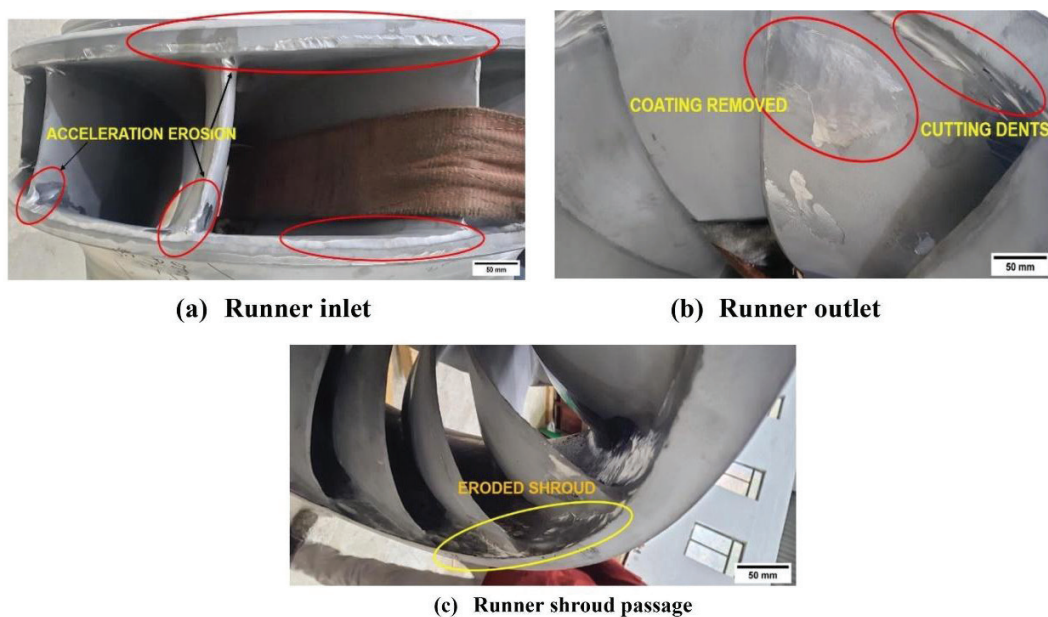 ACCELERATION EROSION
50 mm
COATING REMOVED
CUTTING DENTS
50 mm
(a) Runner inlet
(b) Runner outlet
ERODED SHROUD
50 mm
(c) Runner shroud passage